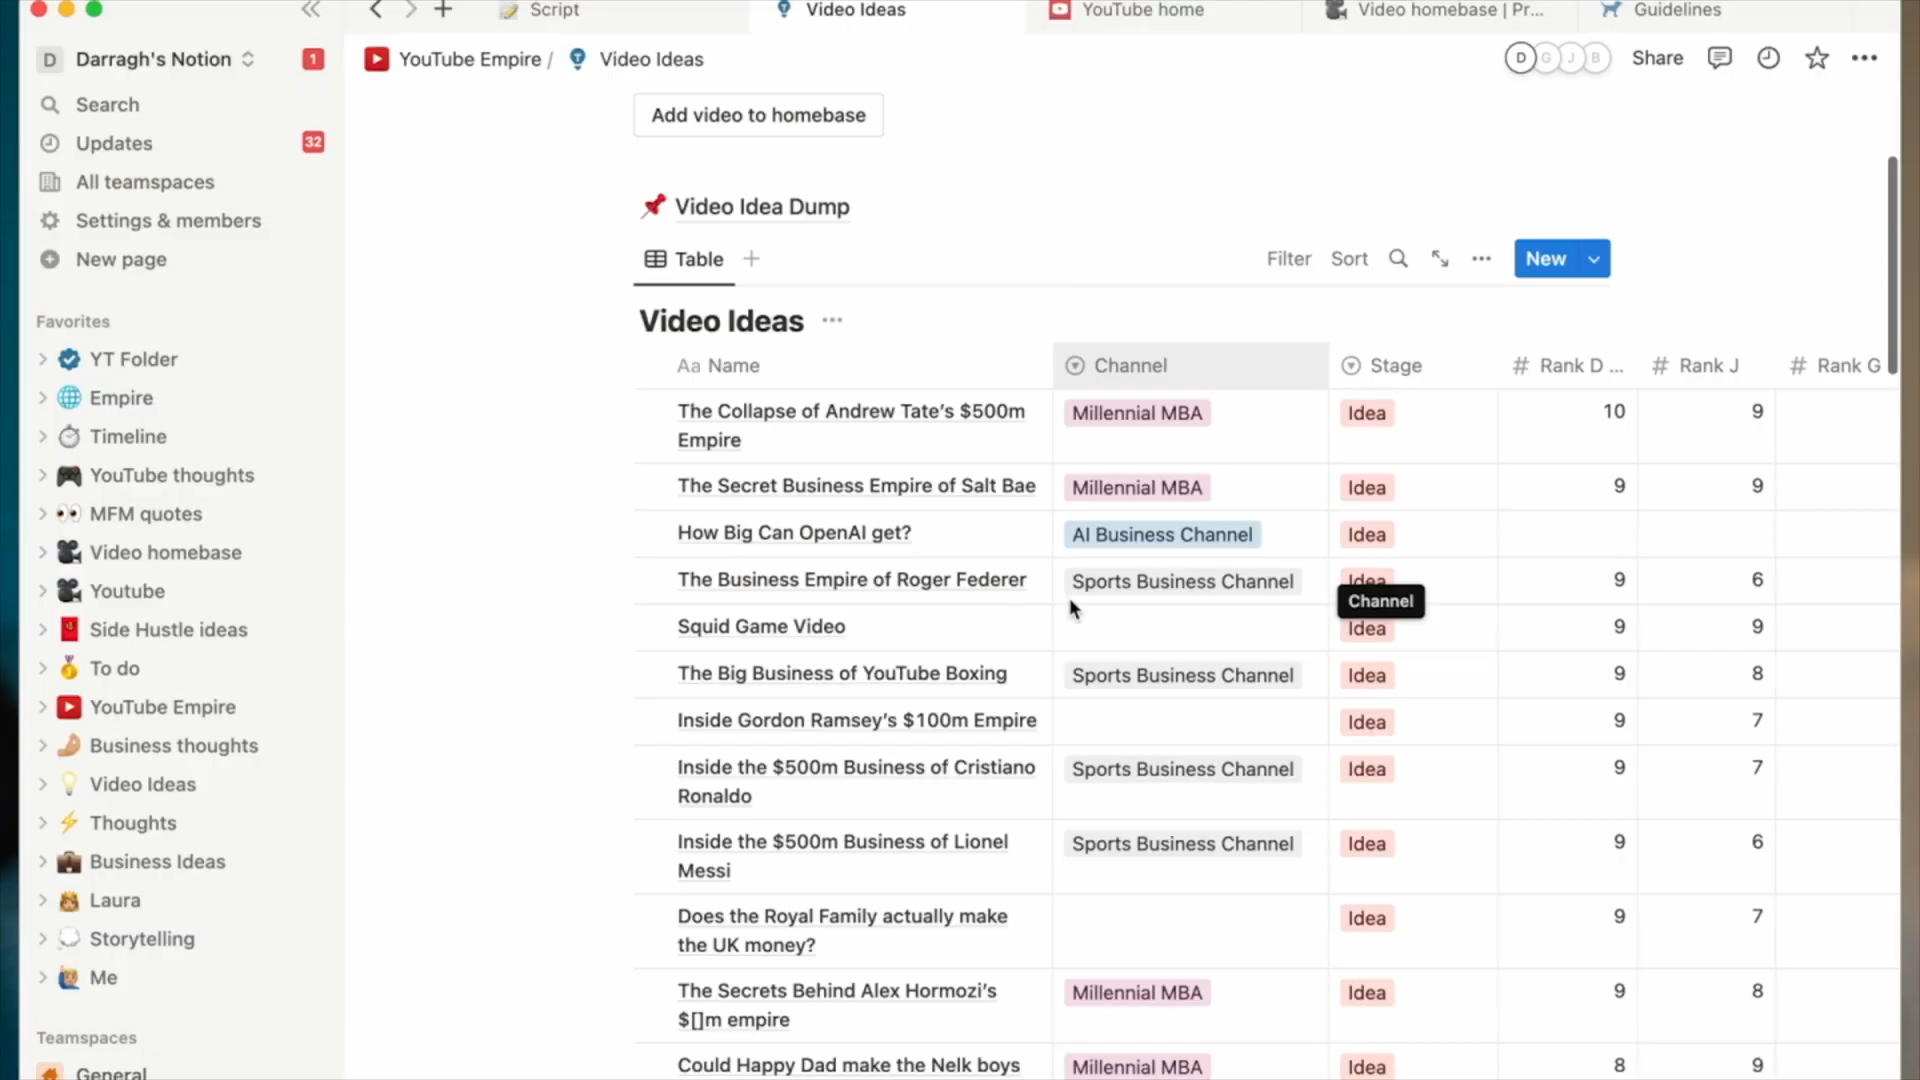 Script
Video Ideas
YouTube home
Video homebase | Pr...
Guidelines
D Darragh's Notion 1
YouTube Empire / Video Ideas
D G J B Share
Search
Updates 32
All teamspaces
Settings & members
New page
Favorites
YT Folder
Empire
Timeline
YouTube thoughts
MFM quotes
Video homebase
Youtube
Side Hustle ideas
To do
YouTube Empire
Business thoughts
Video Ideas
Thoughts
Business Ideas
Laura
Storytelling
Me
Teamspaces
General
Add video to homebase
Video Idea Dump
Table Filter Sort New
Video Ideas
Aa Name Channel Stage # Rank D ... # Rank J # Rank G
The Collapse of Andrew Tate’s $500m Millennial MBA Idea 10 9
Empire
The Secret Business Empire of Salt Bae Millennial MBA Idea 9 9
How Big Can OpenAI get? AI Business Channel Idea
The Business Empire of Roger Federer Sports Business Channel Idea 9 6
Channel
Squid Game Video Idea 9 9
The Big Business of YouTube Boxing Sports Business Channel Idea 9 8
Inside Gordon Ramsey’s $100m Empire Idea 9 7
Inside the $500m Business of Cristiano Sports Business Channel Idea 9 7
Ronaldo
Inside the $500m Business of Lionel Sports Business Channel Idea 9 6
Messi
Does the Royal Family actually make Idea 9 7
the UK money?
The Secrets Behind Alex Hormozi’s Millennial MBA Idea 9 8
$[]m empire
Could Happy Dad make the Nelk boys Millennial MBA Idea 8 9